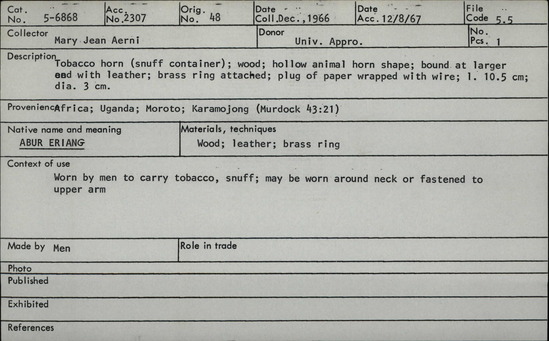 Cat. No. 5-6868 Acc. No. 2307 Orig. No. 48 Date Coll. Dec., 1966 Date Acc. 12/8/67 File Code 5.5
Collector Mary Jean Aerni Donor Univ. Appro. No. Pcs. 1
Description Tobacco horn (snuff container); wood; hollow animal horn shape; bound at larger
end with leather; brass ring attached; plug of paper wrapped with wire; l. 10.5 cm;
dia. 3 cm.
Provenience Africa; Uganda; Moroto; Karamojong (Murdock 43:21)
Native name and meaning Materials, techniques
ABUR ERIANG Wood; leather; brass ring
Context of use
Worn by men to carry tobacco, snuff; may be worn around neck or fastened to
upper arm
Made by Men Role in trade
Photo
Published
Exhibited
References